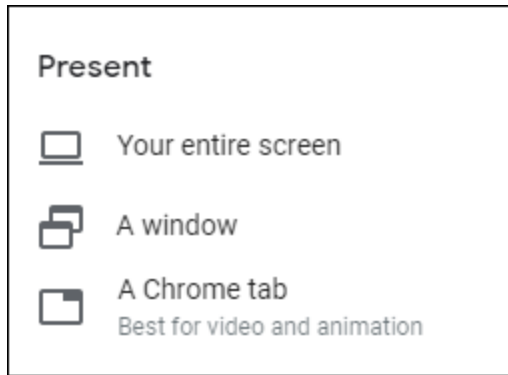 Present
Your entire screen
A window
A Chrome tab
Best for video and animation